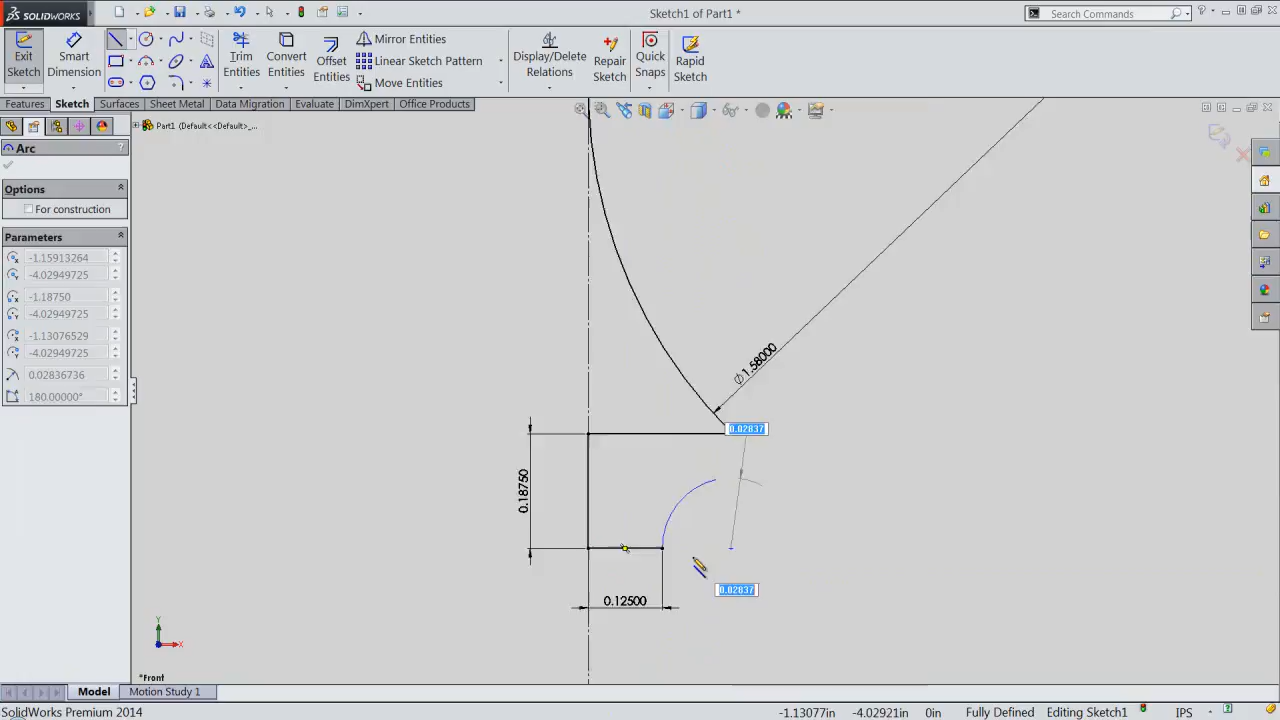 SOLIDWORKS
Sketch1 of Part1 *
Search Commands
Exit Sketch
Smart Dimension
Trim Entities
Convert Entities
Offset Entities
Mirror Entities
Linear Sketch Pattern
Move Entities
Display/Delete Relations
Repair Sketch
Quick Snaps
Rapid Sketch
Features
Sketch
Surfaces
Sheet Metal
Data Migration
Evaluate
DimXpert
Office Products
Part1 (Default<<Default>_...
Arc
?
Options
For construction
Parameters
-1.15913264
-4.02949725
-1.18750
-4.02949725
-1.13076529
-4.02949725
0.02836736
180.00000°
∅1.58000
0.02837
0.18750
0.02837
0.12500
Y
X
*Front
Model
Motion Study 1
SolidWorks Premium 2014
-1.13077in
-4.02921in
0in
Fully Defined
Editing Sketch1
IPS